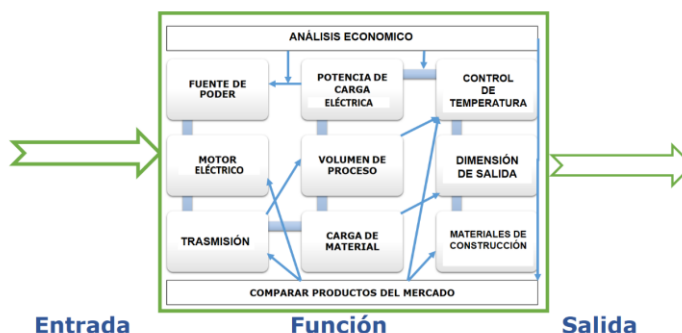 ANÁLISIS ECONOMICO
FUENTE DE
PODER
POTENCIA DE
CARGA
ELÉCTRICA
CONTROL
DE
TEMPERATURA
MOTOR
ELÉCTRICO
VOLUMEN DE
PROCESO
DIMENSIÓN
DE SALIDA
TRASMISIÓN
CARGA DE
MATERIAL
MATERIALES DE
CONSTRUCCIÓN
COMPARAR PRODUCTOS DEL MERCADO
Entrada
Función
Salida